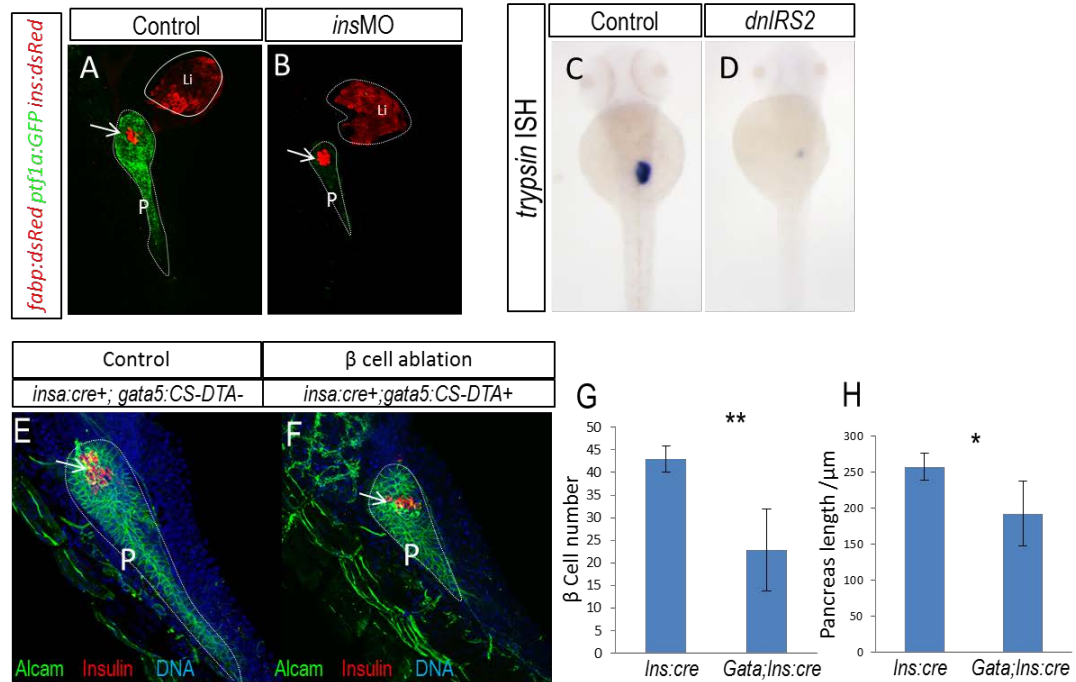 Control
insMO
fabp:dsRed ptf1a:GFP ins:dsRed
A
Li
P
B
Li
P
Control
dnIRS2
trypsin ISH
C
D
Control
β cell ablation
insa:cre+; gata5:CS-DTA-
insa:cre+;gata5:CS-DTA+
E
P
Alcam Insulin DNA
F
P
Alcam Insulin DNA
G
**
β Cell number
50
45
40
35
30
25
20
15
10
5
0
Ins:cre
Gata;Ins:cre
H
*
Pancreas length /μm
300
250
200
150
100
50
0
Ins:cre
Gata;Ins:cre